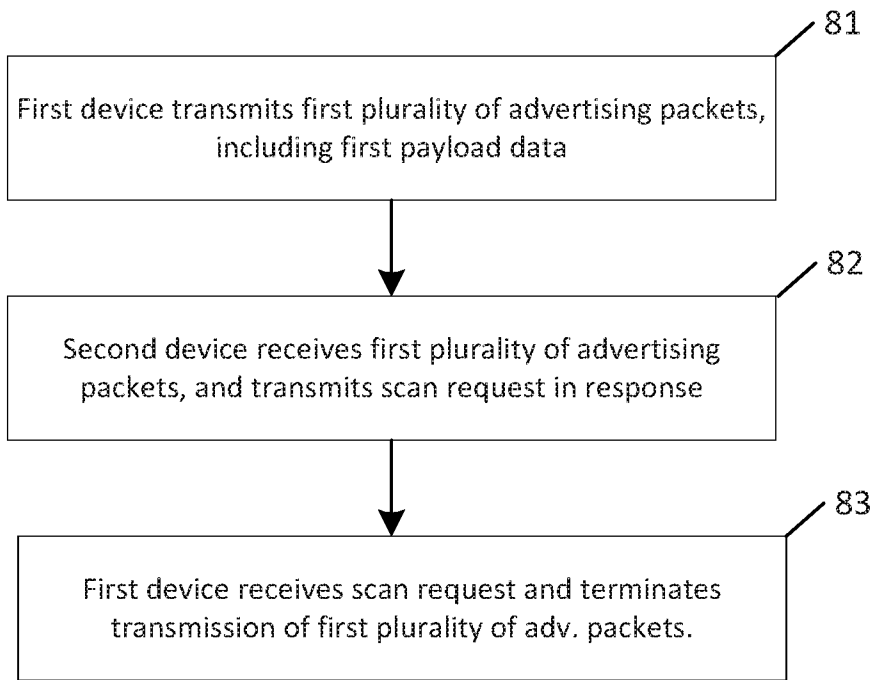 81
First device transmits first plurality of advertising packets,
including first payload data
82
Second device receives first plurality of advertising
packets, and transmits scan request in response
83
First device receives scan request and terminates
transmission of first plurality of adv. packets.